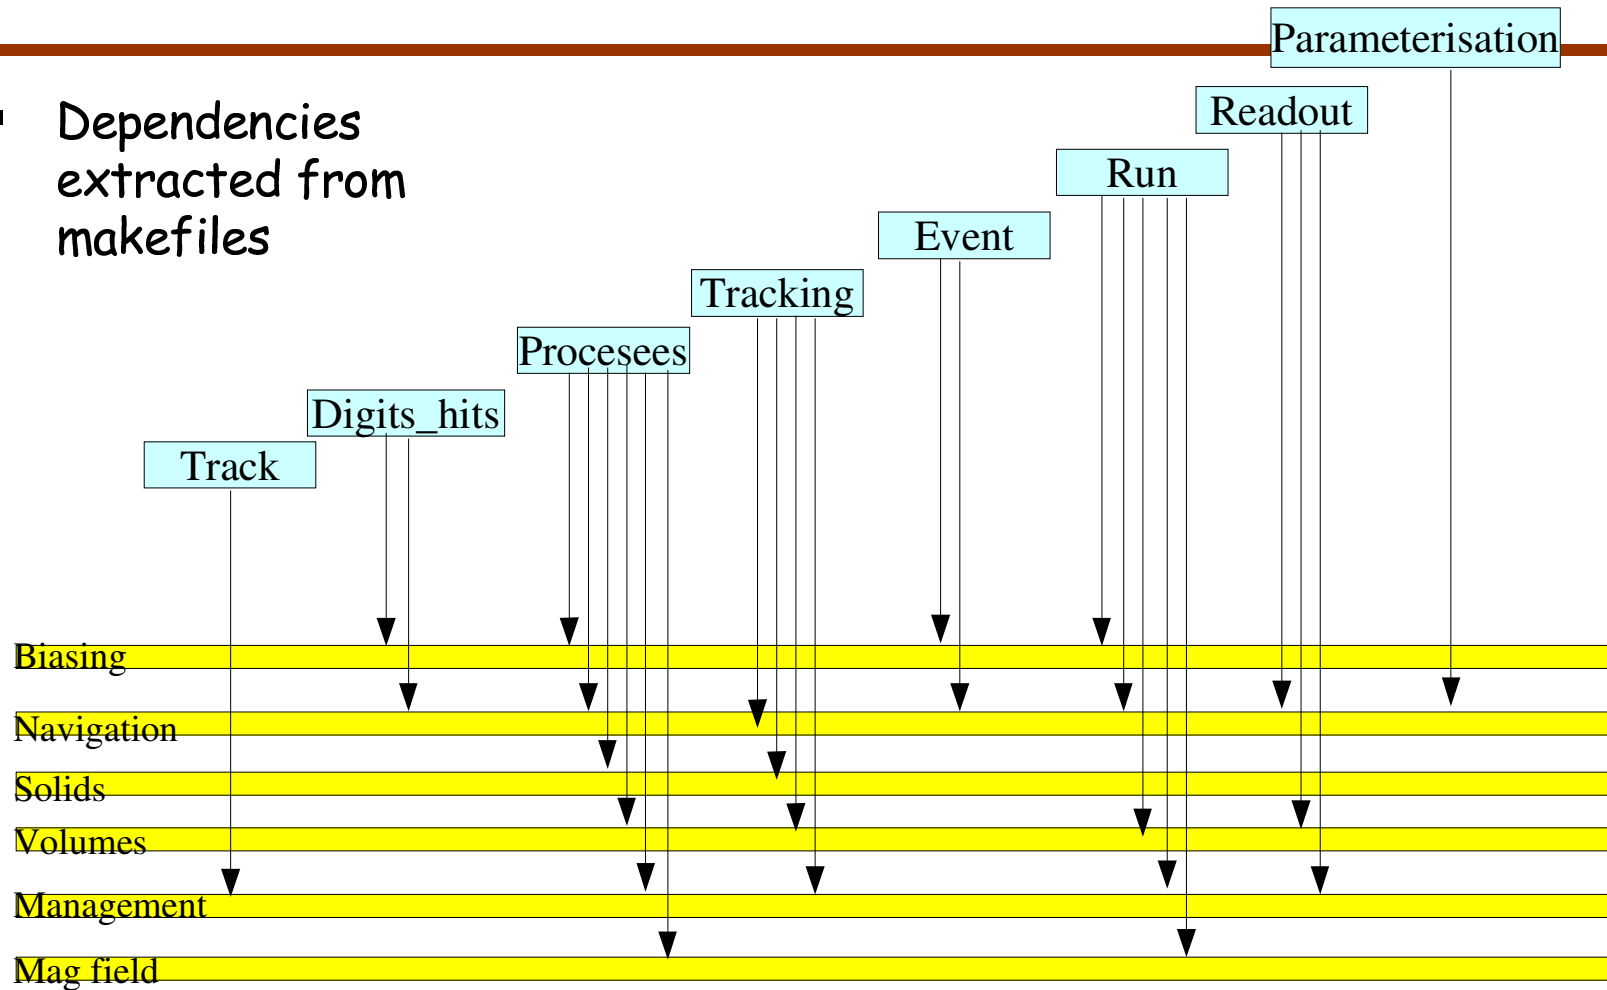 Parameterisation
Dependencies
extracted from
makefiles
Readout
Run
Event
Tracking
Procesees
Digits_hits
Track
Biasing
Navigation
Solids
Volumes
Management
Mag field